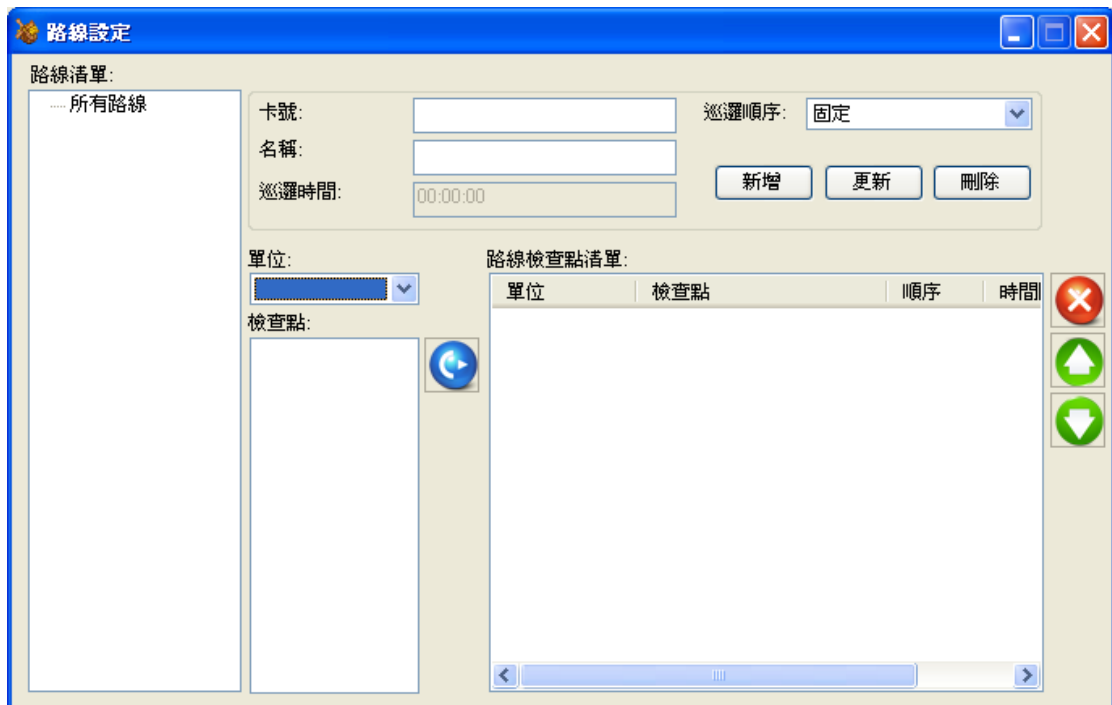 路線設定
路線清單:
所有路線
卡號:
巡邏順序: 固定
名稱:
巡邏時間: 00:00:00
新增 更新 刪除
單位:
路線檢查點清單:
單位 檢查點 順序 時間
檢查點: